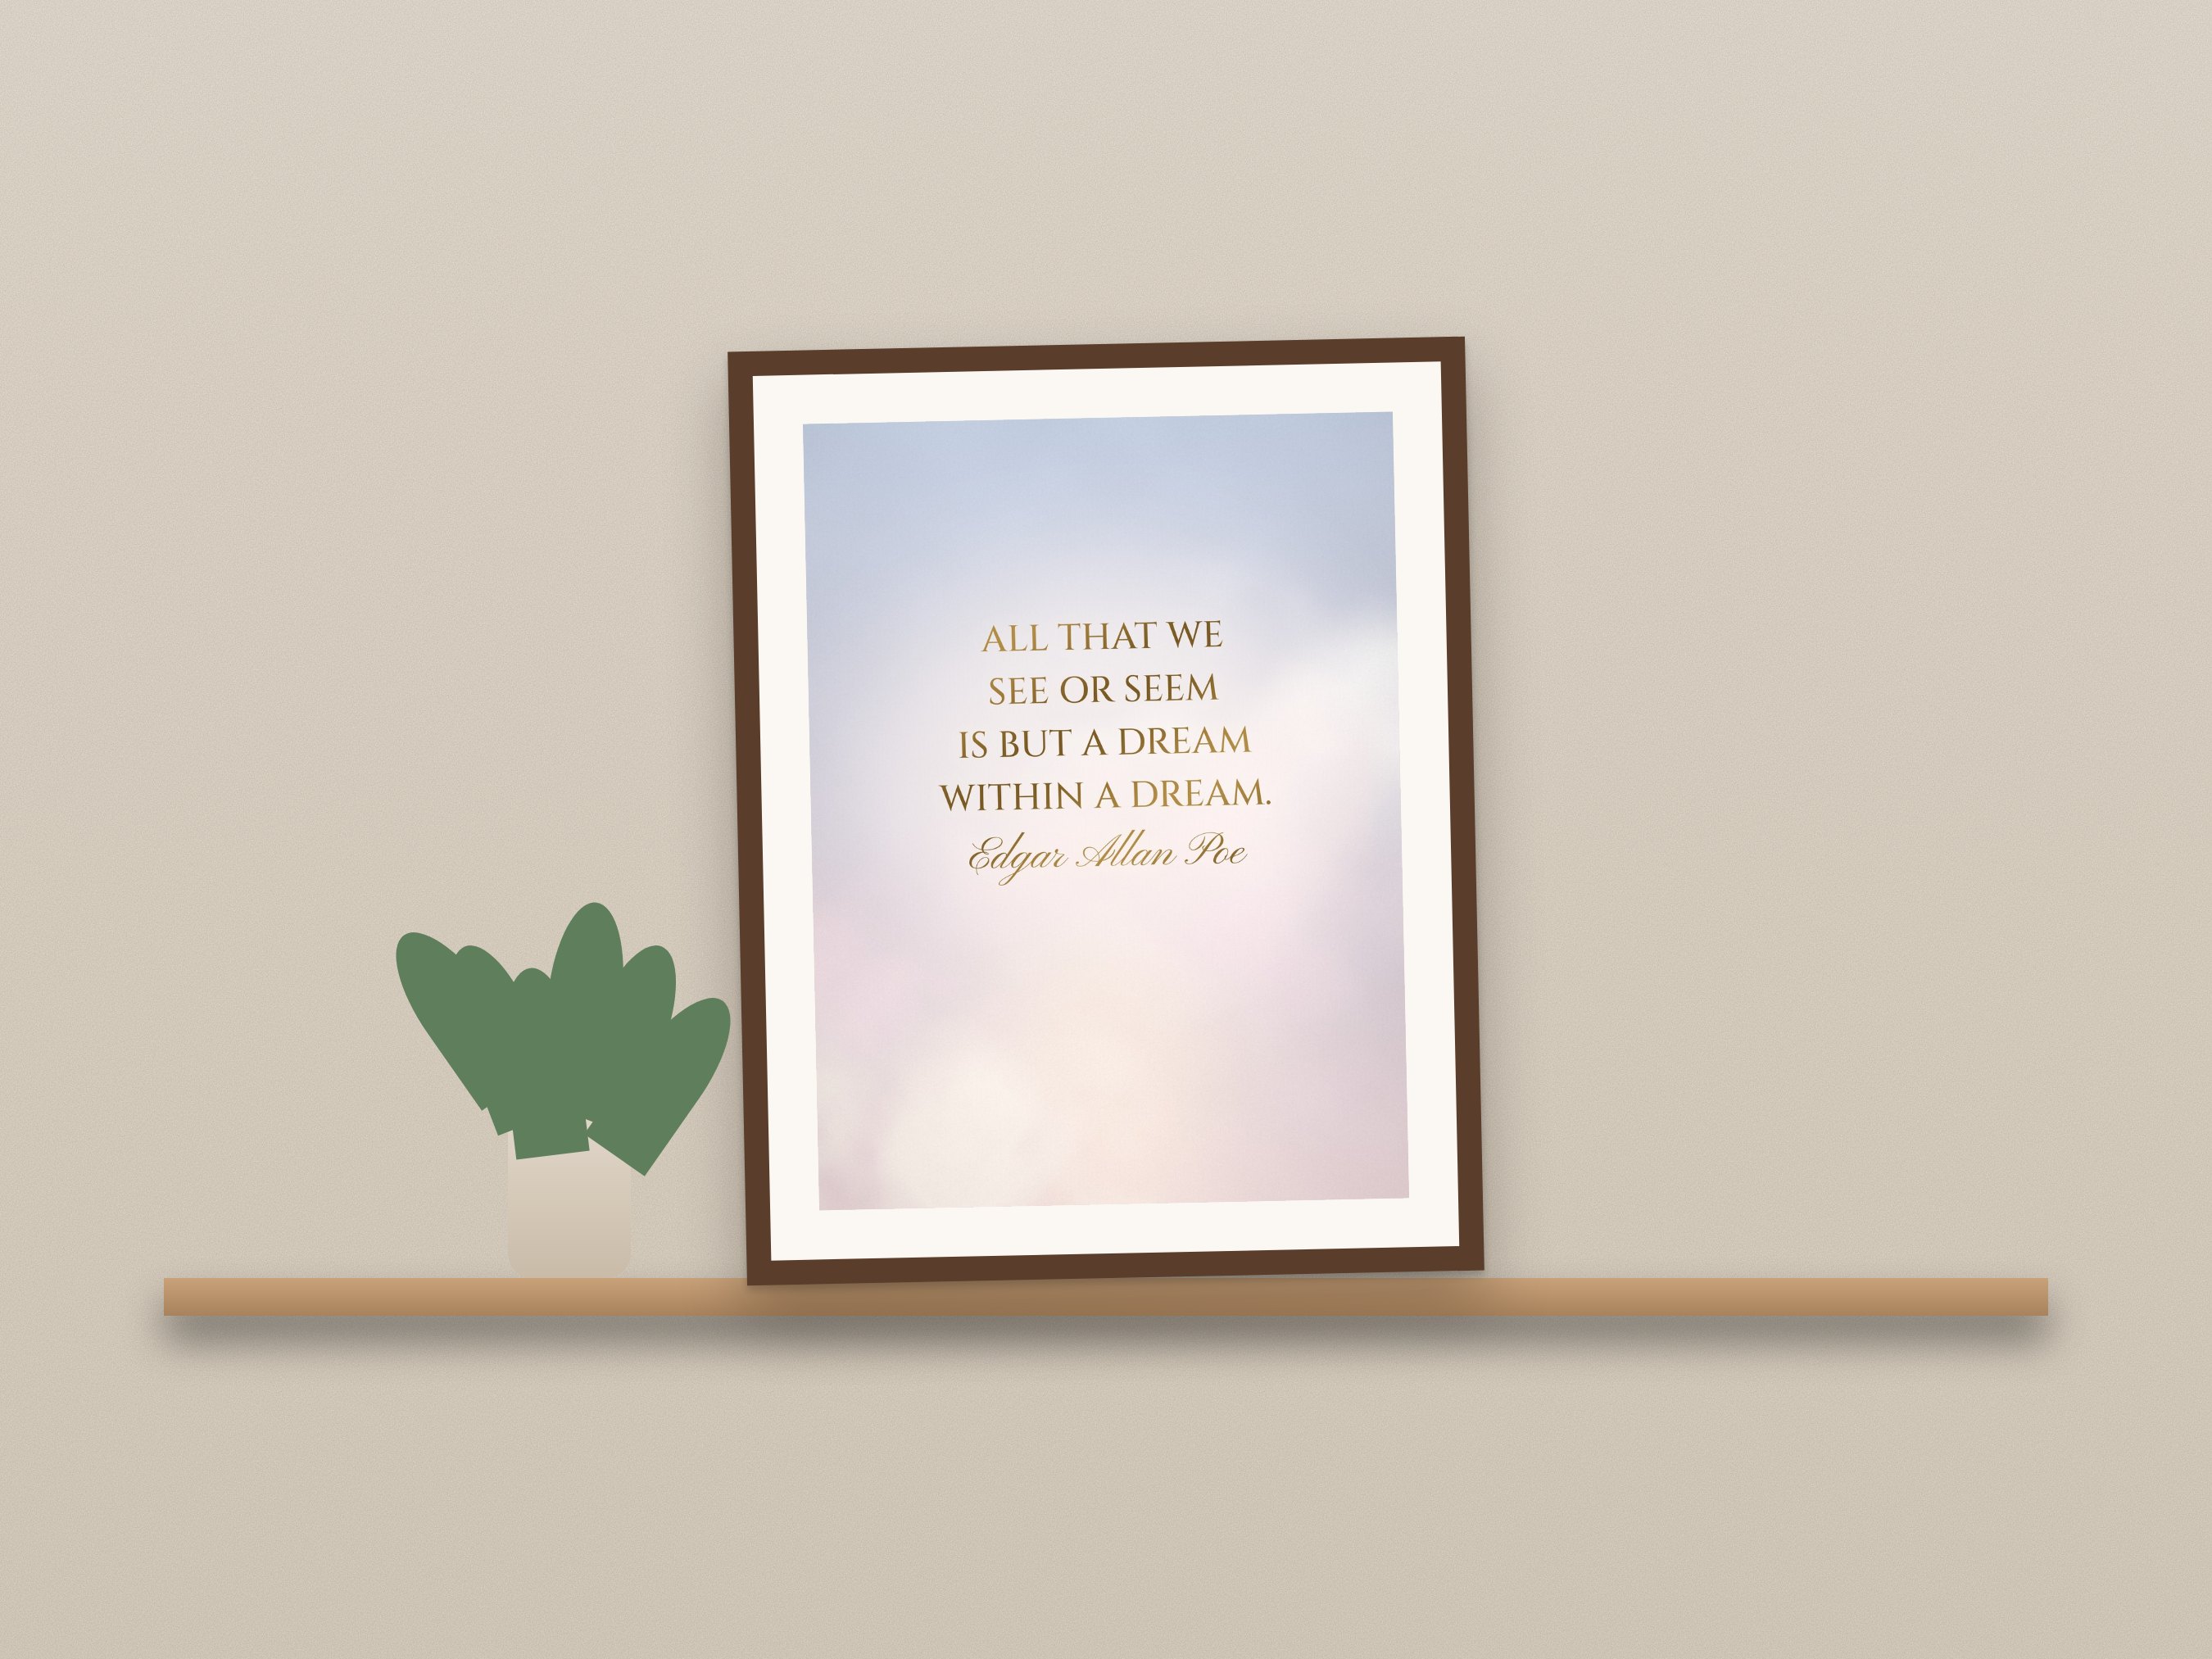 ALL THAT WE
SEE OR SEEM
IS BUT A DREAM
WITHIN A DREAM.
Edgar Allan Poe